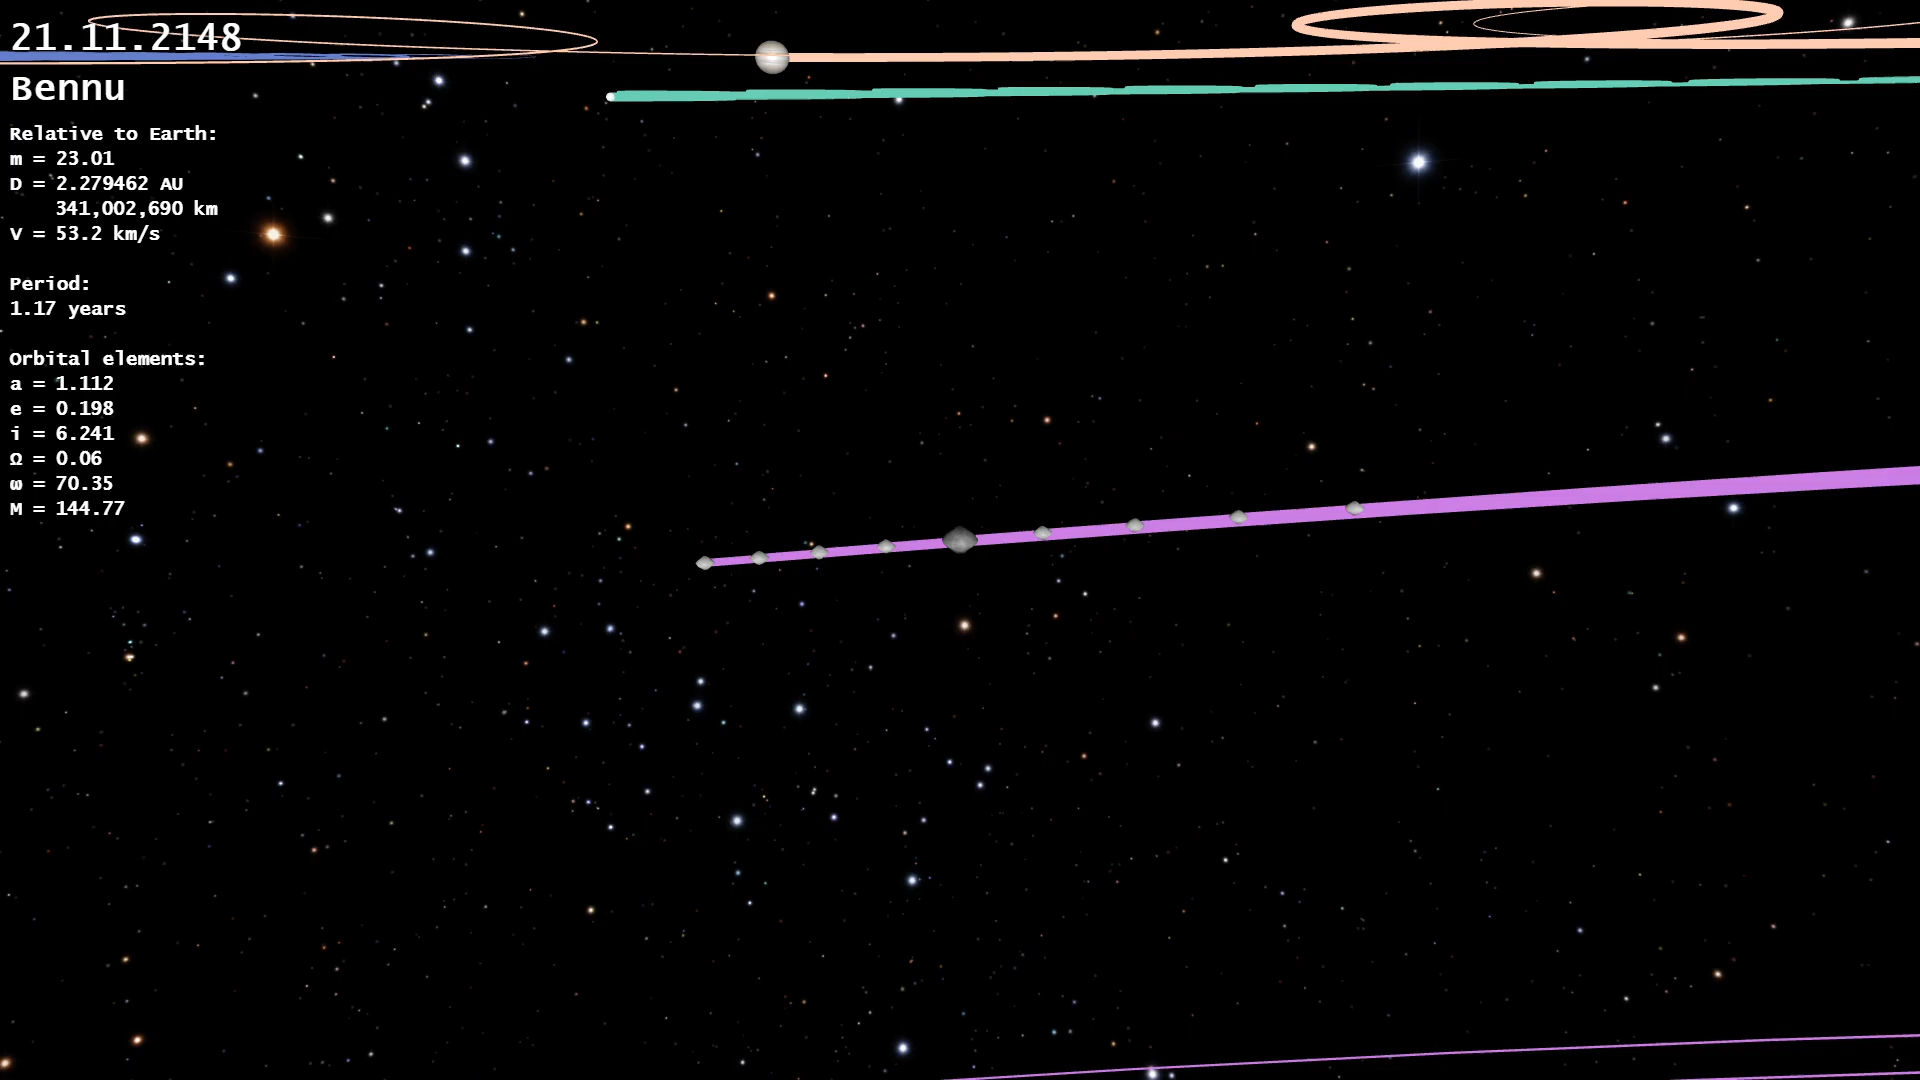 21.11.2148
Bennu
Relative to Earth:
m = 23.01
D = 2.279462 AU
341,002,690 km
V = 53.2 km/s
Period:
1.17 years
Orbital elements:
a = 1.112
e = 0.198
i = 6.241
Ω = 0.06
ω = 70.35
M = 144.77